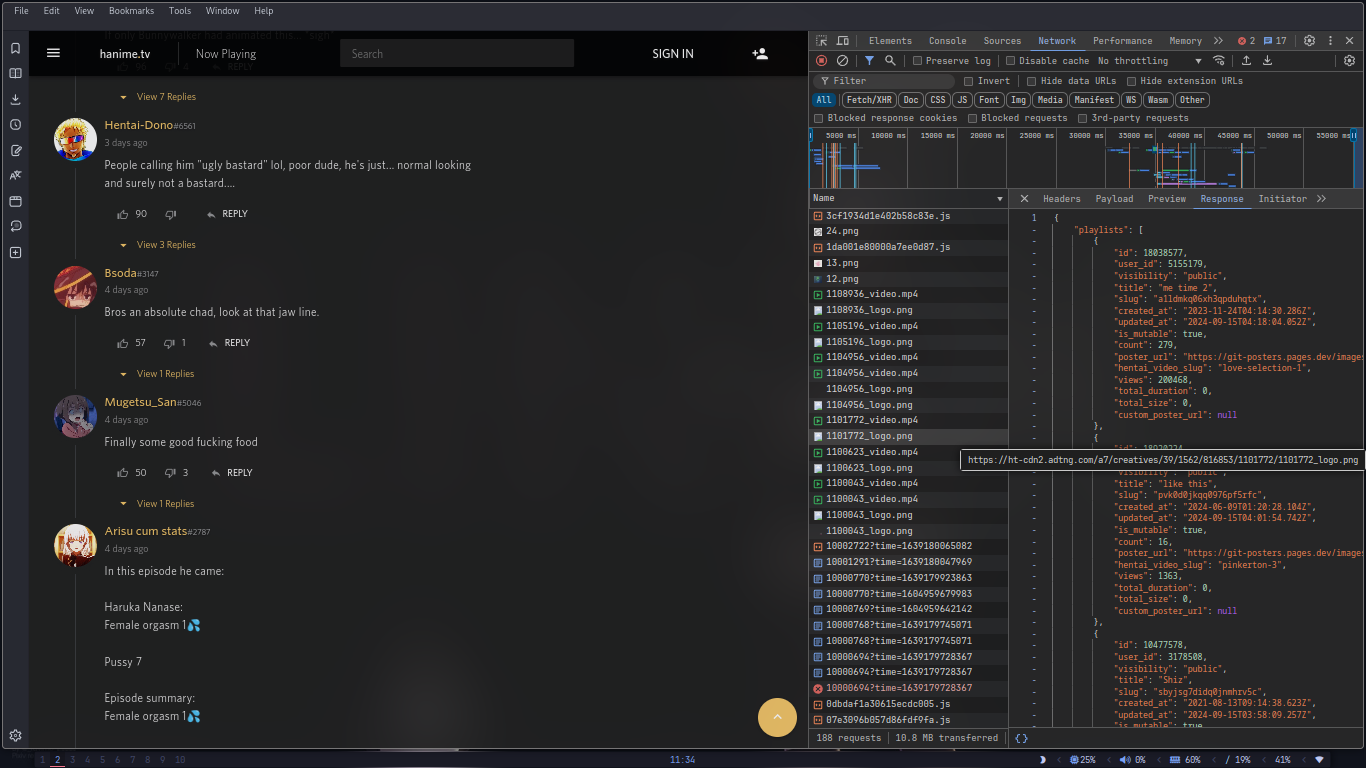 File Edit View Bookmarks Tools Window Help
hanime.tv Now Playing Search SIGN IN
View 7 Replies
Hentai-Dono#6561
3 days ago
People calling him "ugly bastard" lol, poor dude, he's just... normal looking
and surely not a bastard....
90 REPLY
View 3 Replies
Bsoda#3147
4 days ago
Bros an absolute chad, look at that jaw line.
57 1 REPLY
View 1 Replies
Mugetsu_San#5046
4 days ago
Finally some good fucking food
50 3 REPLY
View 1 Replies
Arisu cum stats#2787
4 days ago
In this episode he came:
Haruka Nanase:
Female orgasm 1💦
Pussy 7
Episode summary:
Female orgasm 1💦
Elements Console Sources Network Performance Memory 2 17
Preserve log Disable cache No throttling
Filter Invert Hide data URLs Hide extension URLs
All Fetch/XHR Doc CSS JS Font Img Media Manifest WS Wasm Other
Blocked response cookies Blocked requests 3rd-party requests
5000 ms 10000 ms 15000 ms 20000 ms 25000 ms 30000 ms 35000 ms 40000 ms 45000 ms 50000 ms 55000 ms
Name
3cf1934d1e402b58c83e.js
24.png
1da001e80000a7ee0d87.js
13.png
12.png
1108936_video.mp4
1108936_logo.png
1105196_video.mp4
1105196_logo.png
1104956_video.mp4
1104956_video.mp4
1104956_logo.png
1104956_logo.png
1101772_video.mp4
1101772_logo.png
1100623_video.mp4
1100623_logo.png
1100043_video.mp4
1100043_video.mp4
1100043_logo.png
1100043_logo.png
10002722?time=1639180065082
10001291?time=1639180047969
10000770?time=1639179923863
10000770?time=1604959679983
10000769?time=1604959642142
10000768?time=1639179745071
10000768?time=1639179745071
10000694?time=1639179728367
10000694?time=1639179728367
10000694?time=1639179728367
0dbdaf1a30615ecdc005.js
07e3096b057d86fdf9fa.js
188 requests 10.8 MB transferred
Headers Payload Preview Response Initiator
1 {
- "playlists": [
- {
- "id": 18038577,
- "user_id": 5155179,
- "visibility": "public",
- "title": "me time 2",
- "slug": "a1ldmkq06xh3qpduhqtx",
- "created_at": "2023-11-24T04:14:30.286Z",
- "updated_at": "2024-09-15T04:18:04.052Z",
- "is_mutable": true,
- "count": 279,
- "poster_url": "https://git-posters.pages.dev/images
- "hentai_video_slug": "love-selection-1",
- "views": 200468,
- "total_duration": 0,
- "total_size": 0,
- "custom_poster_url": null
- },
- {
https://ht-cdn2.adtng.com/a7/creatives/39/1562/816853/1101772/1101772_logo.png
- "title": "like this",
- "slug": "pvk0d0jkqq0976pf5rfc",
- "created_at": "2024-06-09T01:20:28.104Z",
- "updated_at": "2024-09-15T04:01:54.742Z",
- "is_mutable": true,
- "count": 16,
- "poster_url": "https://git-posters.pages.dev/images
- "hentai_video_slug": "pinkerton-3",
- "views": 1363,
- "total_duration": 0,
- "total_size": 0,
- "custom_poster_url": null
- },
- {
- "id": 10477578,
- "user_id": 3178508,
- "visibility": "public",
- "title": "Shiz",
- "slug": "sbyjsg7didq0jnmhzv5c",
- "created_at": "2021-08-13T09:14:38.623Z",
- "updated_at": "2024-09-15T03:58:09.257Z",
- "is_mutable": true
{}
1 2 3 4 5 6 7 8 9 10 11:34 25% 0% 60% / 19% 41%